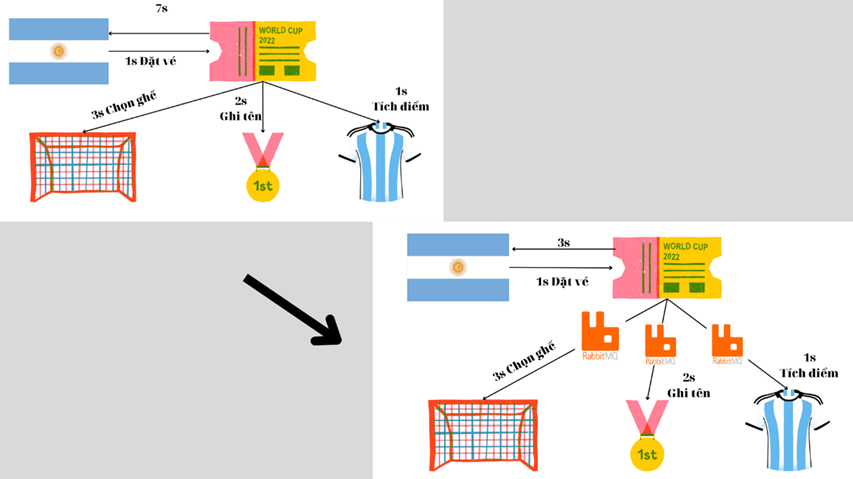 7s
1s Đặt vé
WORLD CUP
2022
3s Chọn ghế
2s
Ghi tên
1s
Tích điểm
1st
3s
1s Đặt vé
WORLD CUP
2022
RabbitMQ
RabbitMQ
RabbitMQ
3s Chọn ghế
2s
Ghi tên
1s
Tích điểm
1st